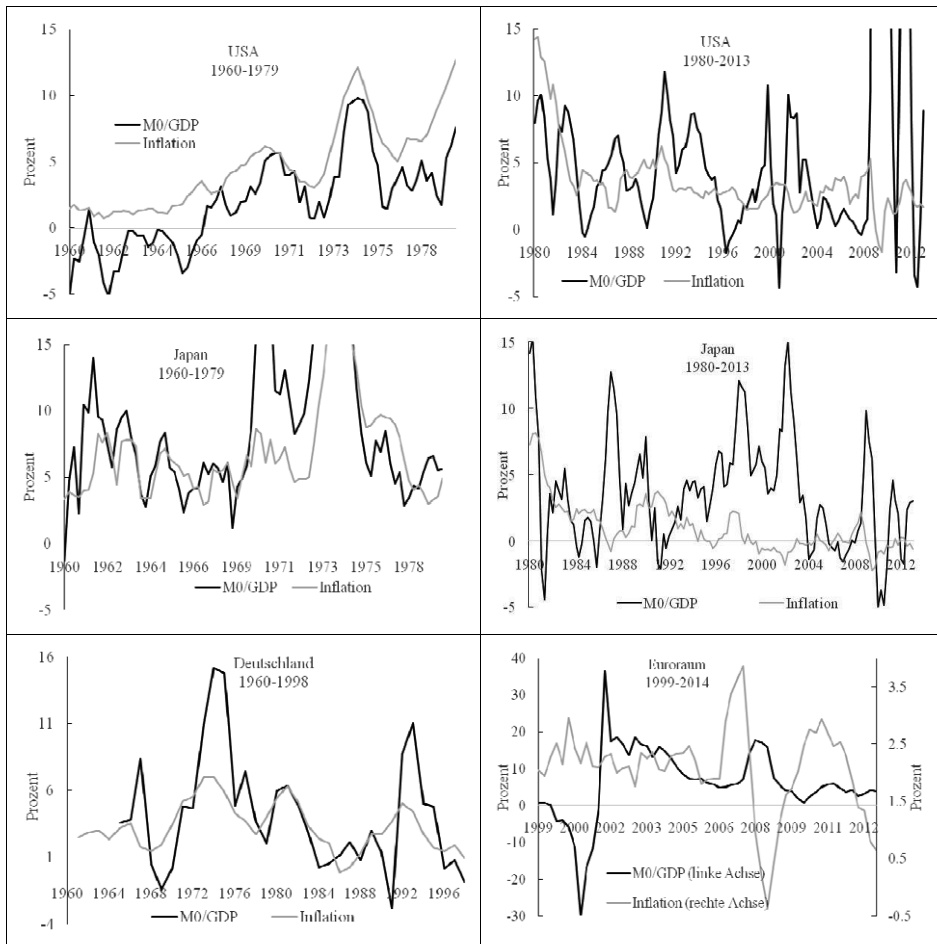 USA
1960-1979
15
10
5
0
-5
Prozent
M0/GDP
Inflation
1960 1962 1964 1966 1969 1971 1973 1975 1978
USA
1980-2013
15
10
5
0
-5
Prozent
1980 1984 1988 1992 1996 2000 2004 2008 2012
M0/GDP Inflation
Japan
1960-1979
15
10
5
0
-5
Prozent
1960 1962 1964 1966 1969 1971 1973 1975 1978
M0/GDP Inflation
Japan
1980-2013
15
10
5
0
-5
Prozent
1980 1984 1988 1992 1996 2000 2004 2008 2012
M0/GDP Inflation
Deutschland
1960-1998
16
11
6
1
-4
Prozent
1960 1964 1968 1972 1976 1980 1984 1988 1992 1996
M0/GDP Inflation
Euroraum
1999-2014
40
30
20
10
0
-10
-20
-30
Prozent
3.5
2.5
1.5
0.5
-0.5
Prozent
1999 2000 2002 2003 2005 2006 2008 2009 2011 2012
M0/GDP (linke Achse)
Inflation (rechte Achse)